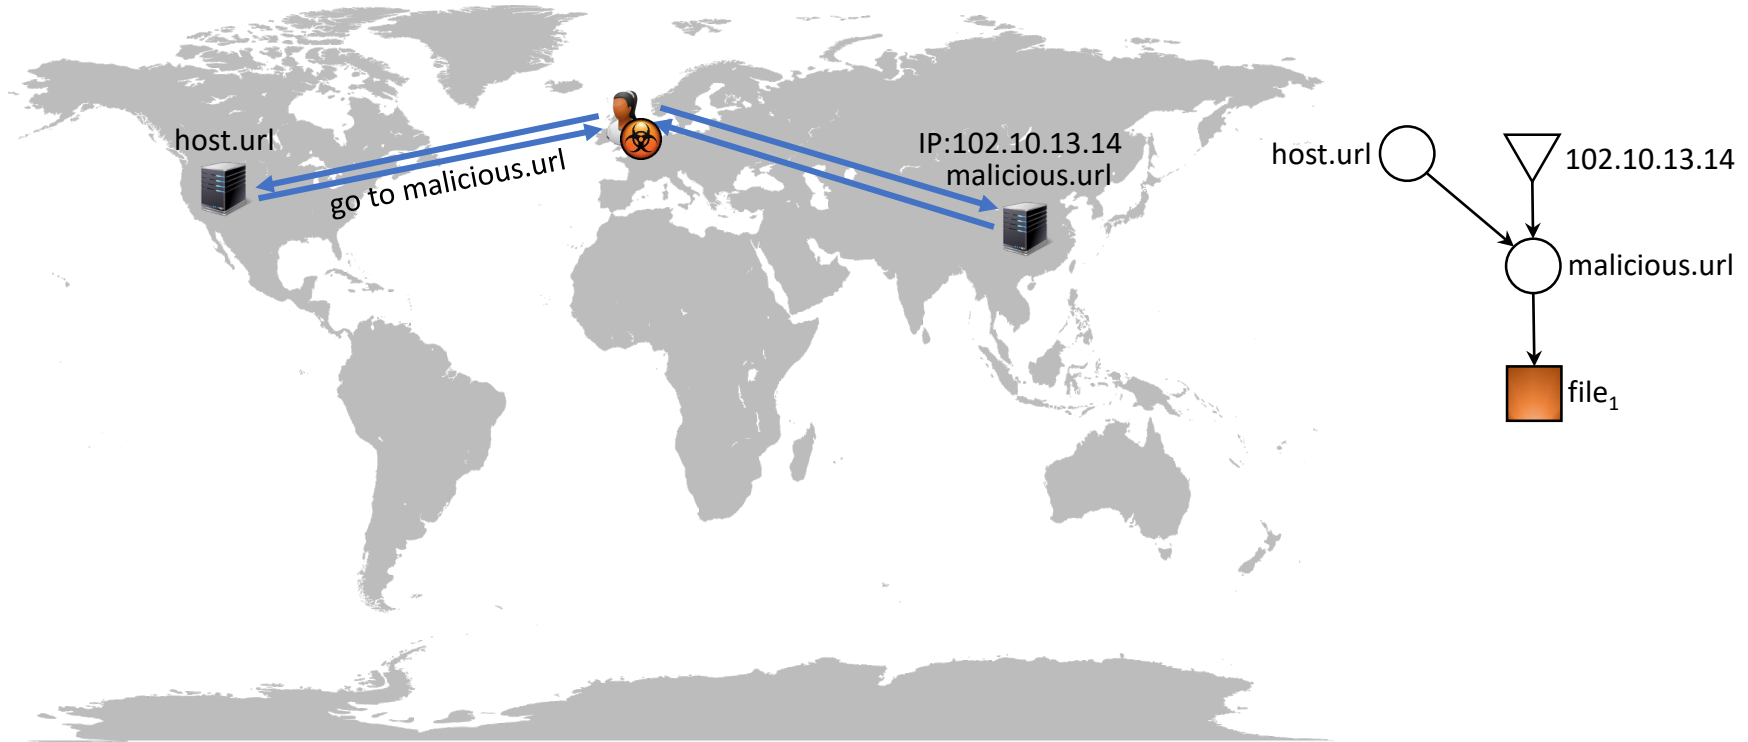 host.url
go to malicious.url
IP:102.10.13.14
malicious.url
host.url
102.10.13.14
malicious.url
file₁